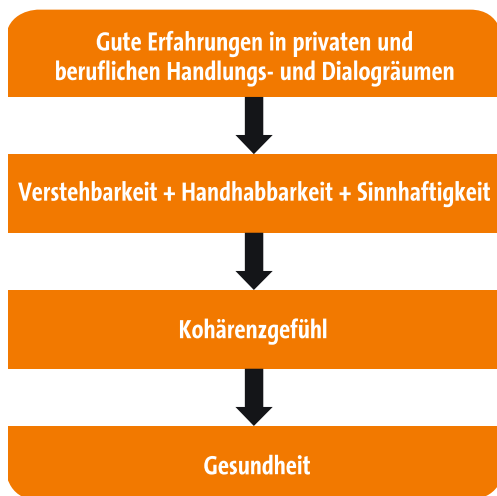 Gute Erfahrungen in privaten und
beruflichen Handlungs- und Dialogräumen
Verstehbarkeit + Handhabbarkeit + Sinnhaftigkeit
Kohärenzgefühl
Gesundheit